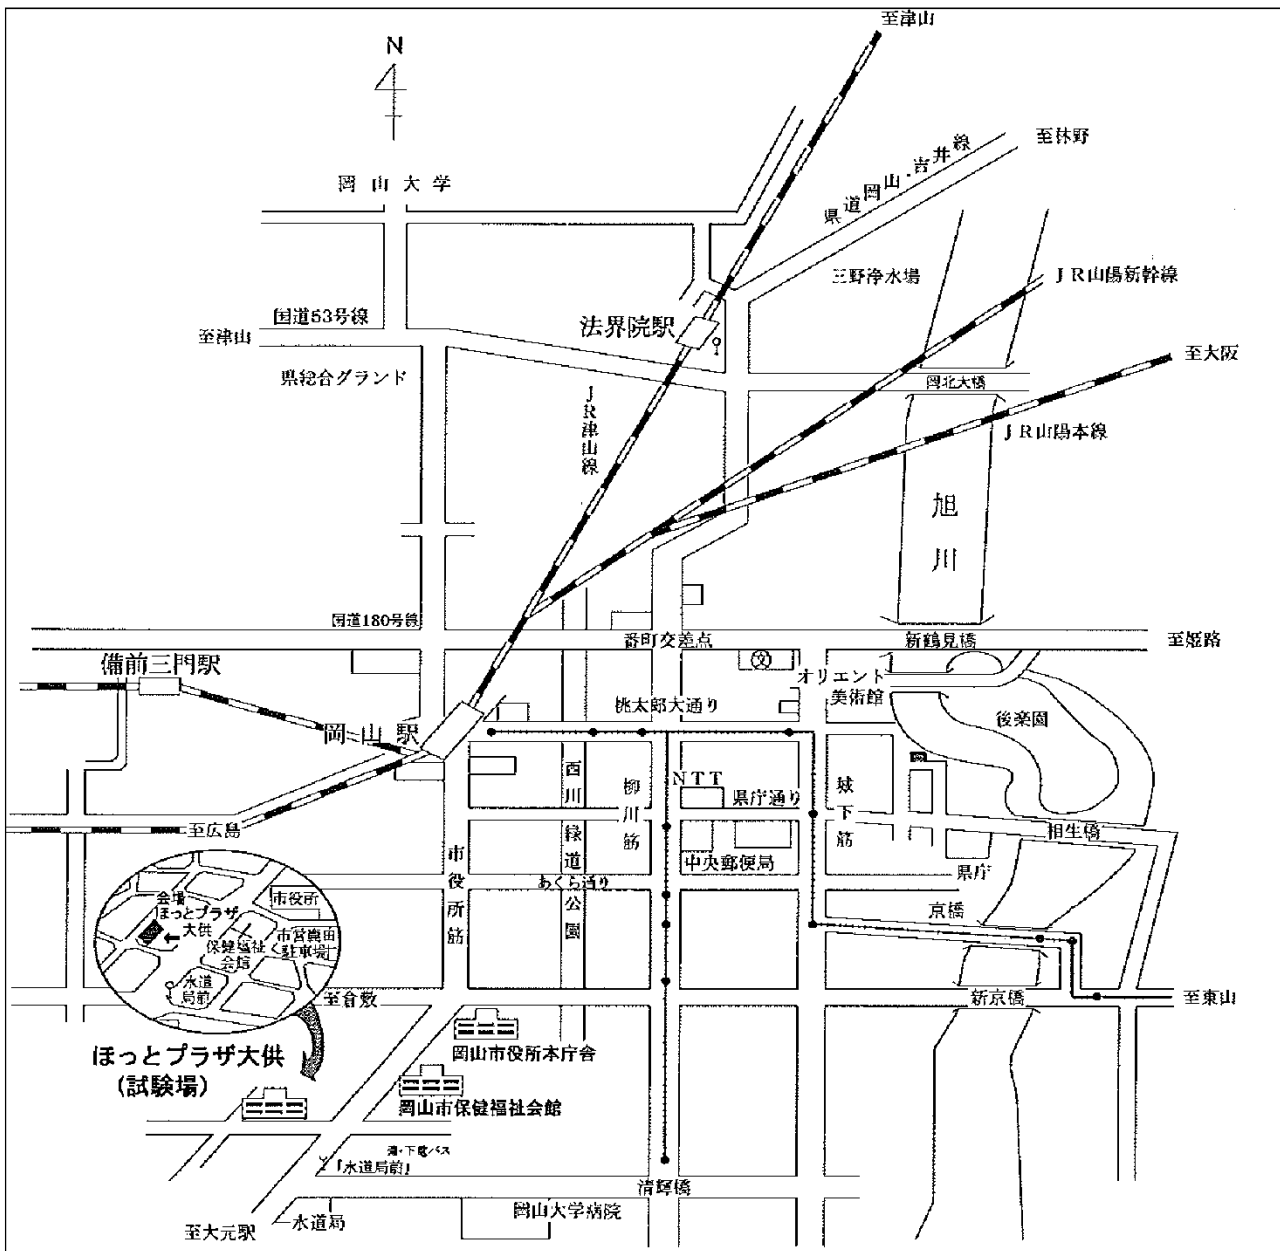 至津山
N
至林野
県道岡山・吉井線
岡山大学
三野浄水場
JR山陽新幹線
国道53号線
法界院駅
至津山
至大阪
県総合グランド
岡北大橋
JR津山線
JR山陽本線
旭川
国道180号線
番町交差点
新鶴見橋
至姫路
備前三門駅
オリエント
美術館
桃太郎大通り
後楽園
岡山駅
西川緑道公園
柳川筋
NTT
県庁通り
城下筋
至広島
相生橋
市役所筋
中央郵便局
県庁
あくら通り
京橋
会場
ほっとプラザ
大供
市役所
保健福祉
会館
市営鹿田
駐車場
水道
局前
至倉敷
新京橋
至東山
ほっとプラザ大供
(試験場)
岡山市役所本庁舎
岡山市保健福祉会館
「水道局前」
清輝橋
岡山大学病院
水道局
至大元駅